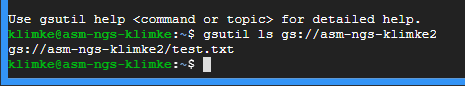 Use gsutil help <command or topic> for detailed help.
klimke@asm-ngs-klimke:~$ gsutil ls gs://asm-ngs-klimke2
gs://asm-ngs-klimke2/test.txt
klimke@asm-ngs-klimke:~$